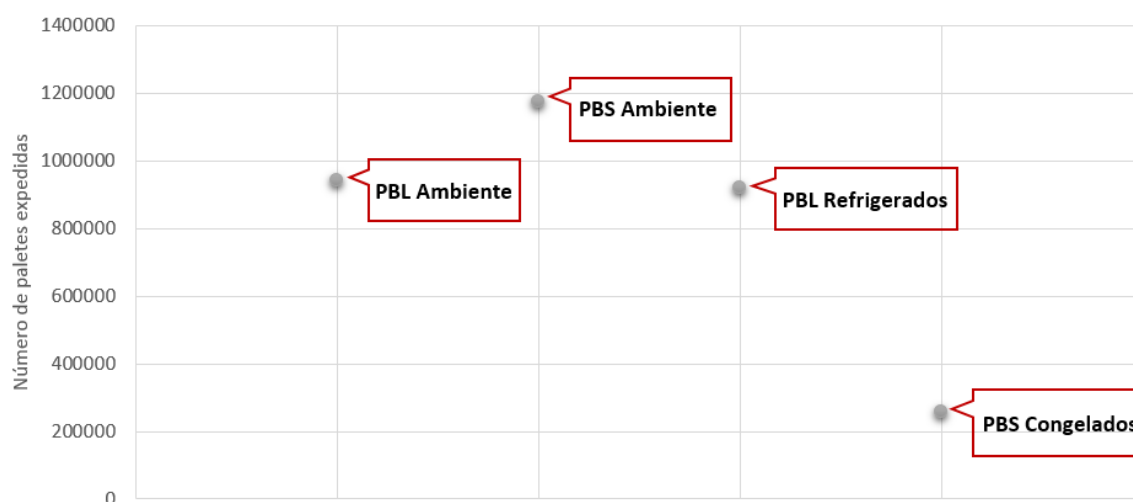 1400000
1200000
1000000
800000
600000
400000
200000
0
Número de paletes expedidas
PBS Ambiente
PBL Ambiente
PBL Refrigerados
PBS Congelados